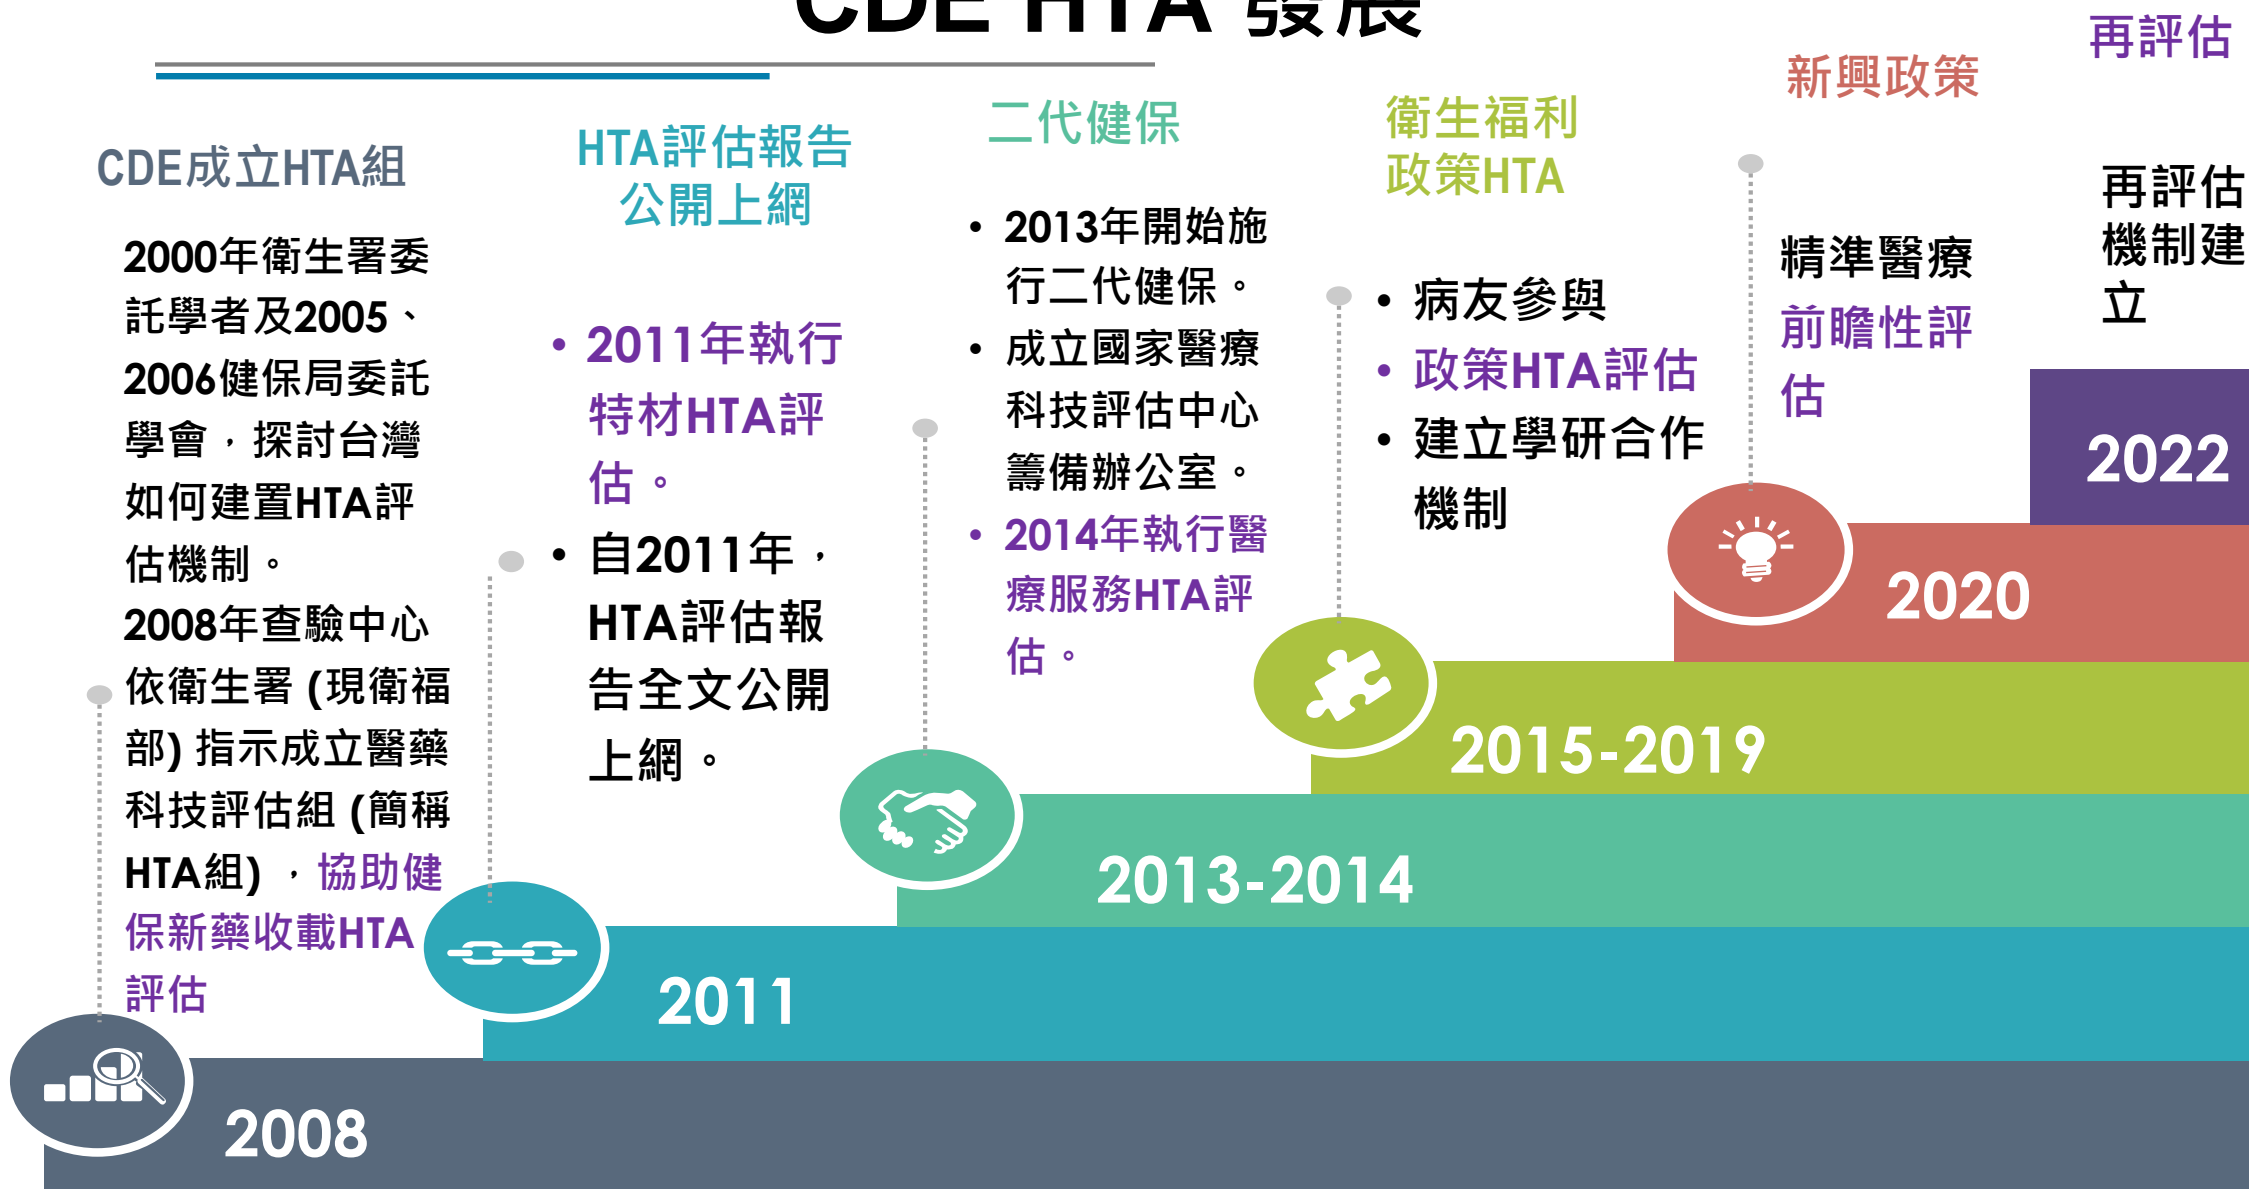 CDE HTA 發展
CDE成立HTA組
2000年衛生署委
託學者及2005、
2006健保局委託
學會，探討台灣
如何建置HTA評
估機制。
2008年查驗中心
依衛生署 (現衛福
部) 指示成立醫藥
科技評估組 (簡稱
HTA組) ，協助健
保新藥收載HTA
評估
2008
HTA評估報告
公開上網
• 2011年執行
特材HTA評
估。
• 自2011年，
HTA評估報
告全文公開
上網。
2011
二代健保
• 2013年開始施
行二代健保。
• 成立國家醫療
科技評估中心
籌備辦公室。
• 2014年執行醫
療服務HTA評
估。
2013-2014
衛生福利
政策HTA
• 病友參與
• 政策HTA評估
• 建立學研合作
機制
2015-2019
新興政策
精準醫療
前瞻性評
估
2020
再評估
再評估
機制建
立
2022